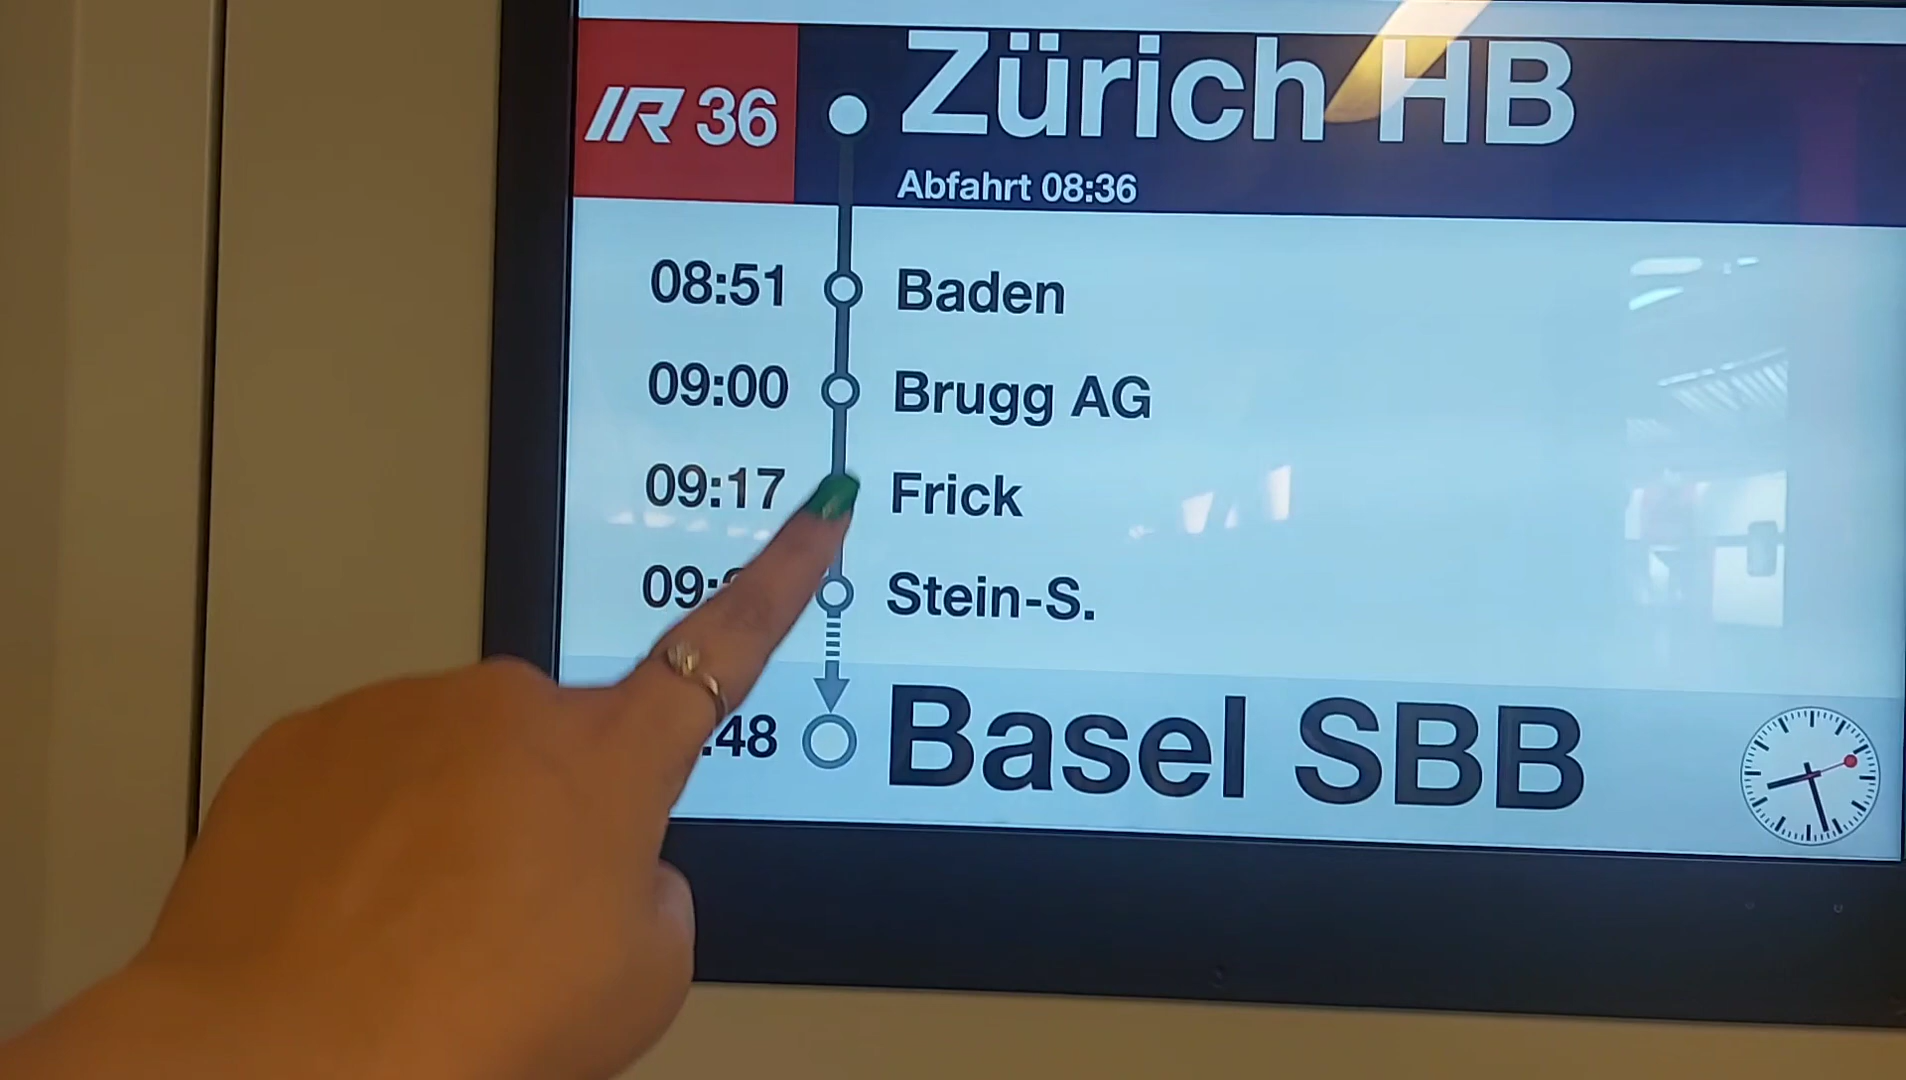 IR 36
Zürich HB
Abfahrt 08:36
08:51 Baden
09:00 Brugg AG
09:17 Frick
09: Stein-S.
:48 Basel SBB